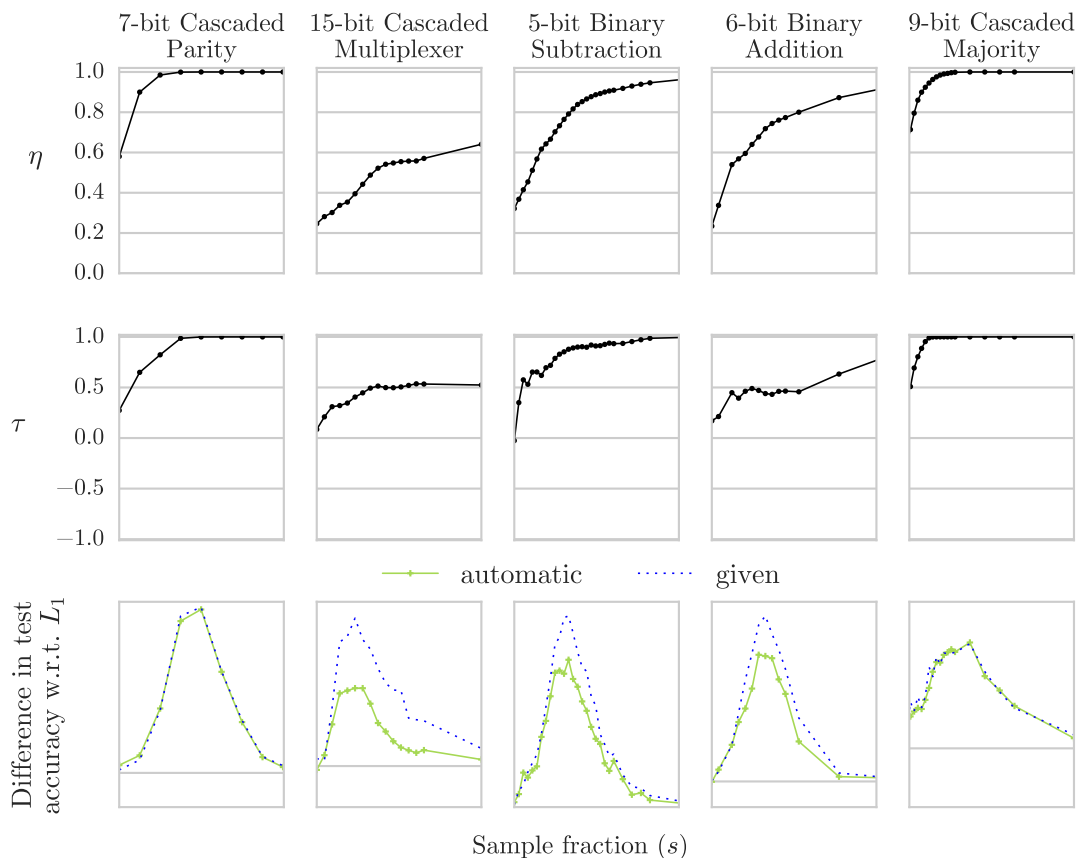 7-bit Cascaded
Parity
15-bit Cascaded
Multiplexer
5-bit Binary
Subtraction
6-bit Binary
Addition
9-bit Cascaded
Majority
1.0
0.8
η
0.6
0.4
0.2
0.0
1.0
0.5
τ
0.0
−0.5
−1.0
automatic
given
Difference in test
accuracy w.r.t. L₁
Sample fraction (s)